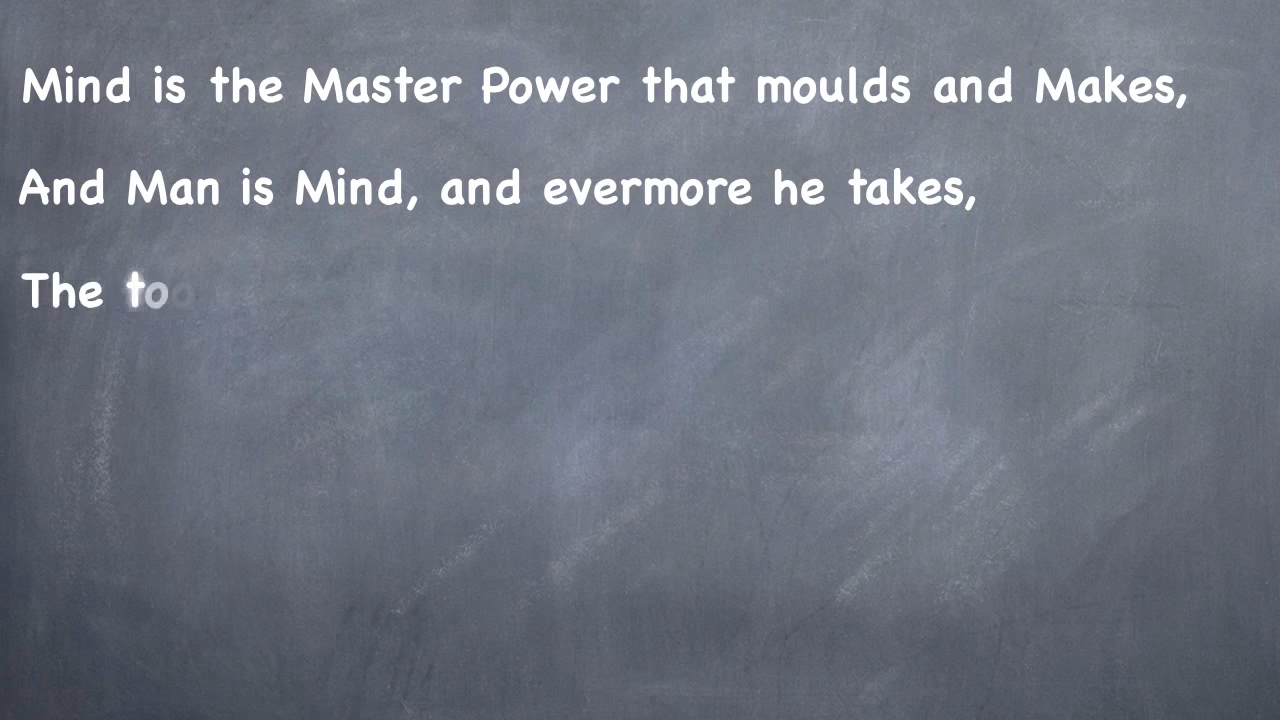 Mind is the Master Power that moulds and Makes,
And Man is Mind, and evermore he takes,
The